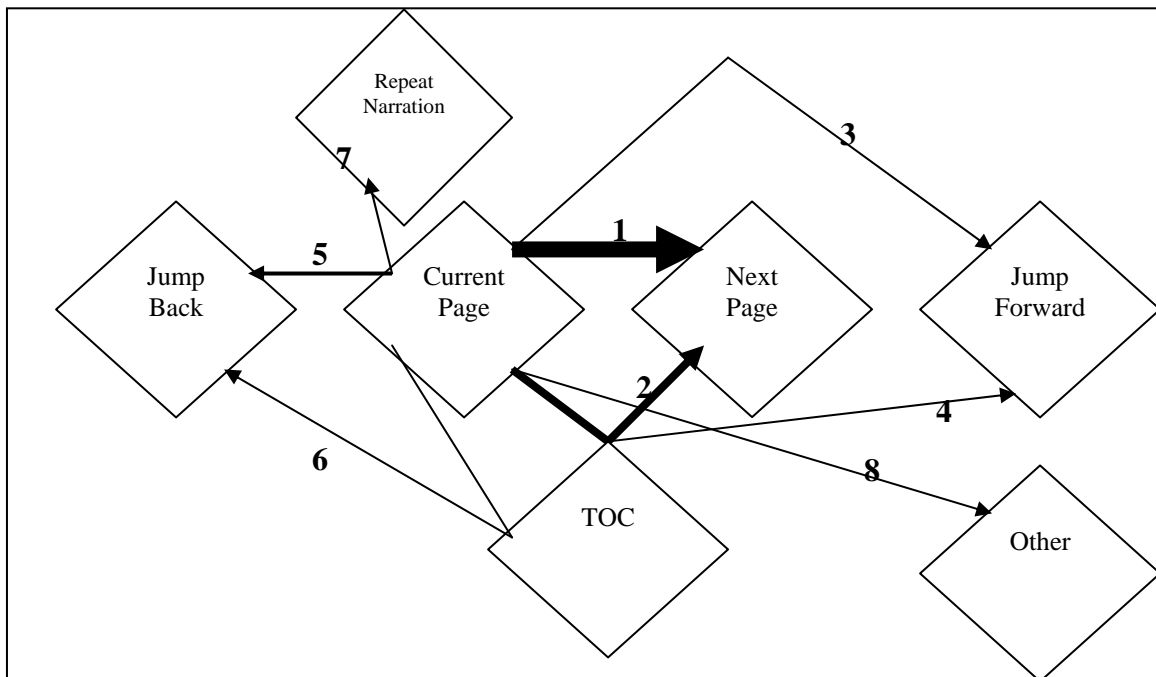 Repeat
Narration
3
7
1
5
Jump
Back
Current
Page
Next
Page
Jump
Forward
2
4
6
8
TOC
Other